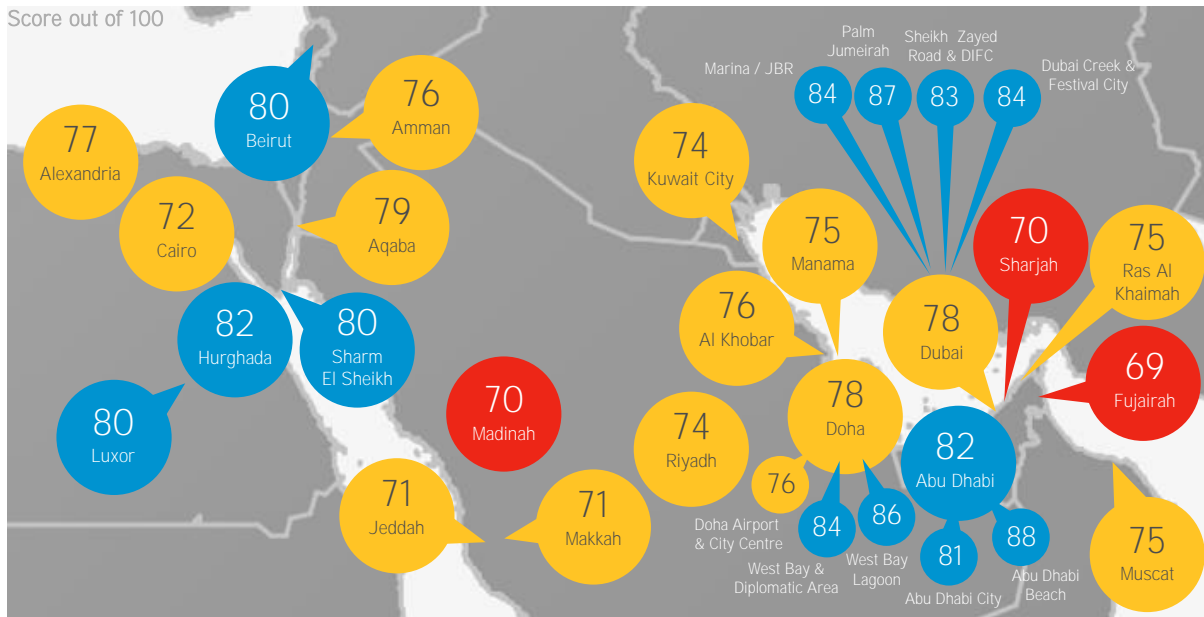 Score out of 100
80
Beirut
76
Amman
77
Alexandria
72
Cairo
79
Aqaba
82
Hurghada
80
Sharm
El Sheikh
80
Luxor
70
Madinah
71
Jeddah
71
Makkah
74
Kuwait City
75
Manama
76
Al Khobar
74
Riyadh
78
Doha
76
Doha Airport
& City Centre
84
West Bay &
Diplomatic Area
86
West Bay
Lagoon
Marina / JBR
84
Palm
Jumeirah
87
Sheikh Zayed
Road & DIFC
83
Dubai Creek &
Festival City
84
78
Dubai
70
Sharjah
75
Ras Al
Khaimah
69
Fujairah
82
Abu Dhabi
81
Abu Dhabi City
88
Abu Dhabi
Beach
75
Muscat